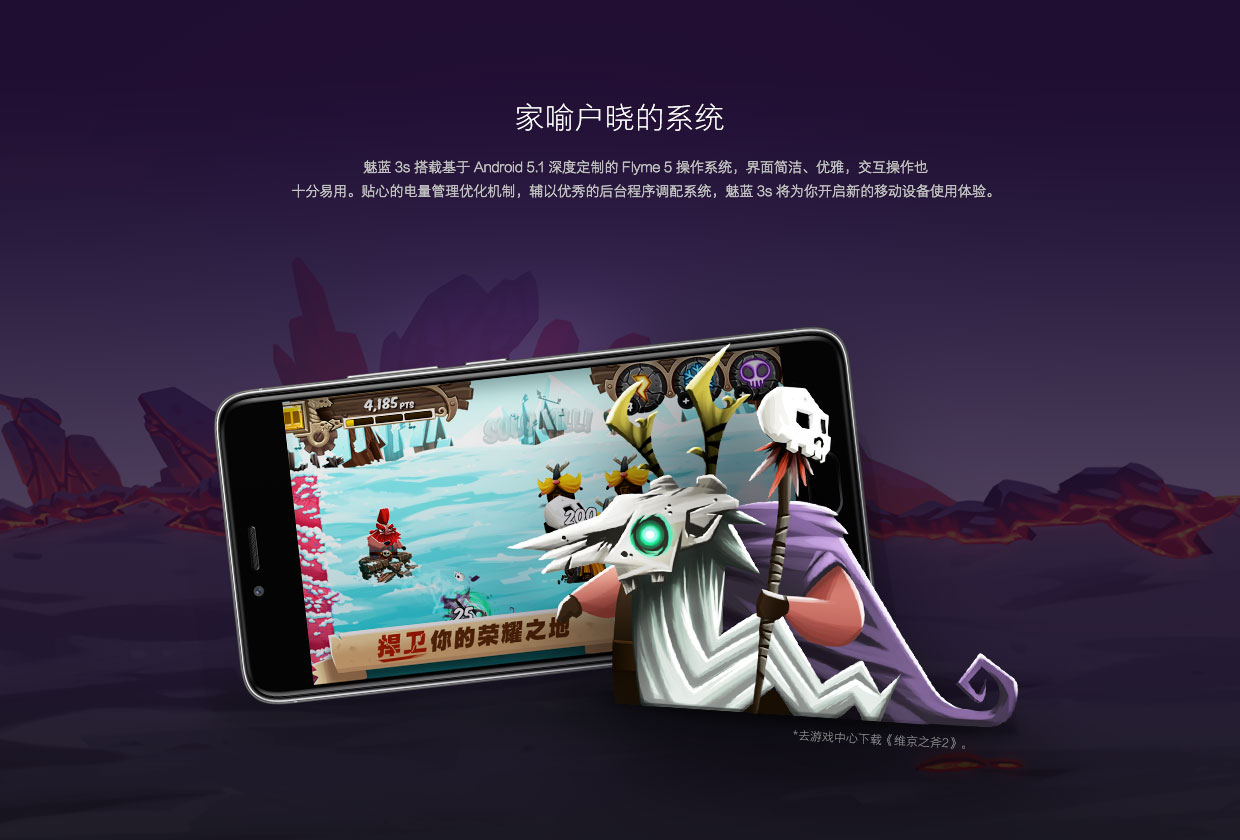 家喻户晓的系统
魅蓝 3s 搭载基于 Android 5.1 深度定制的 Flyme 5 操作系统，界面简洁、优雅，交互操作也
十分易用。贴心的电量管理优化机制，辅以优秀的后台程序调配系统，魅蓝 3s 将为你开启新的移动设备使用体验。
4,185 PTS
200
25
捍卫你的荣耀之地
*去游戏中心下载《维京之斧2》。